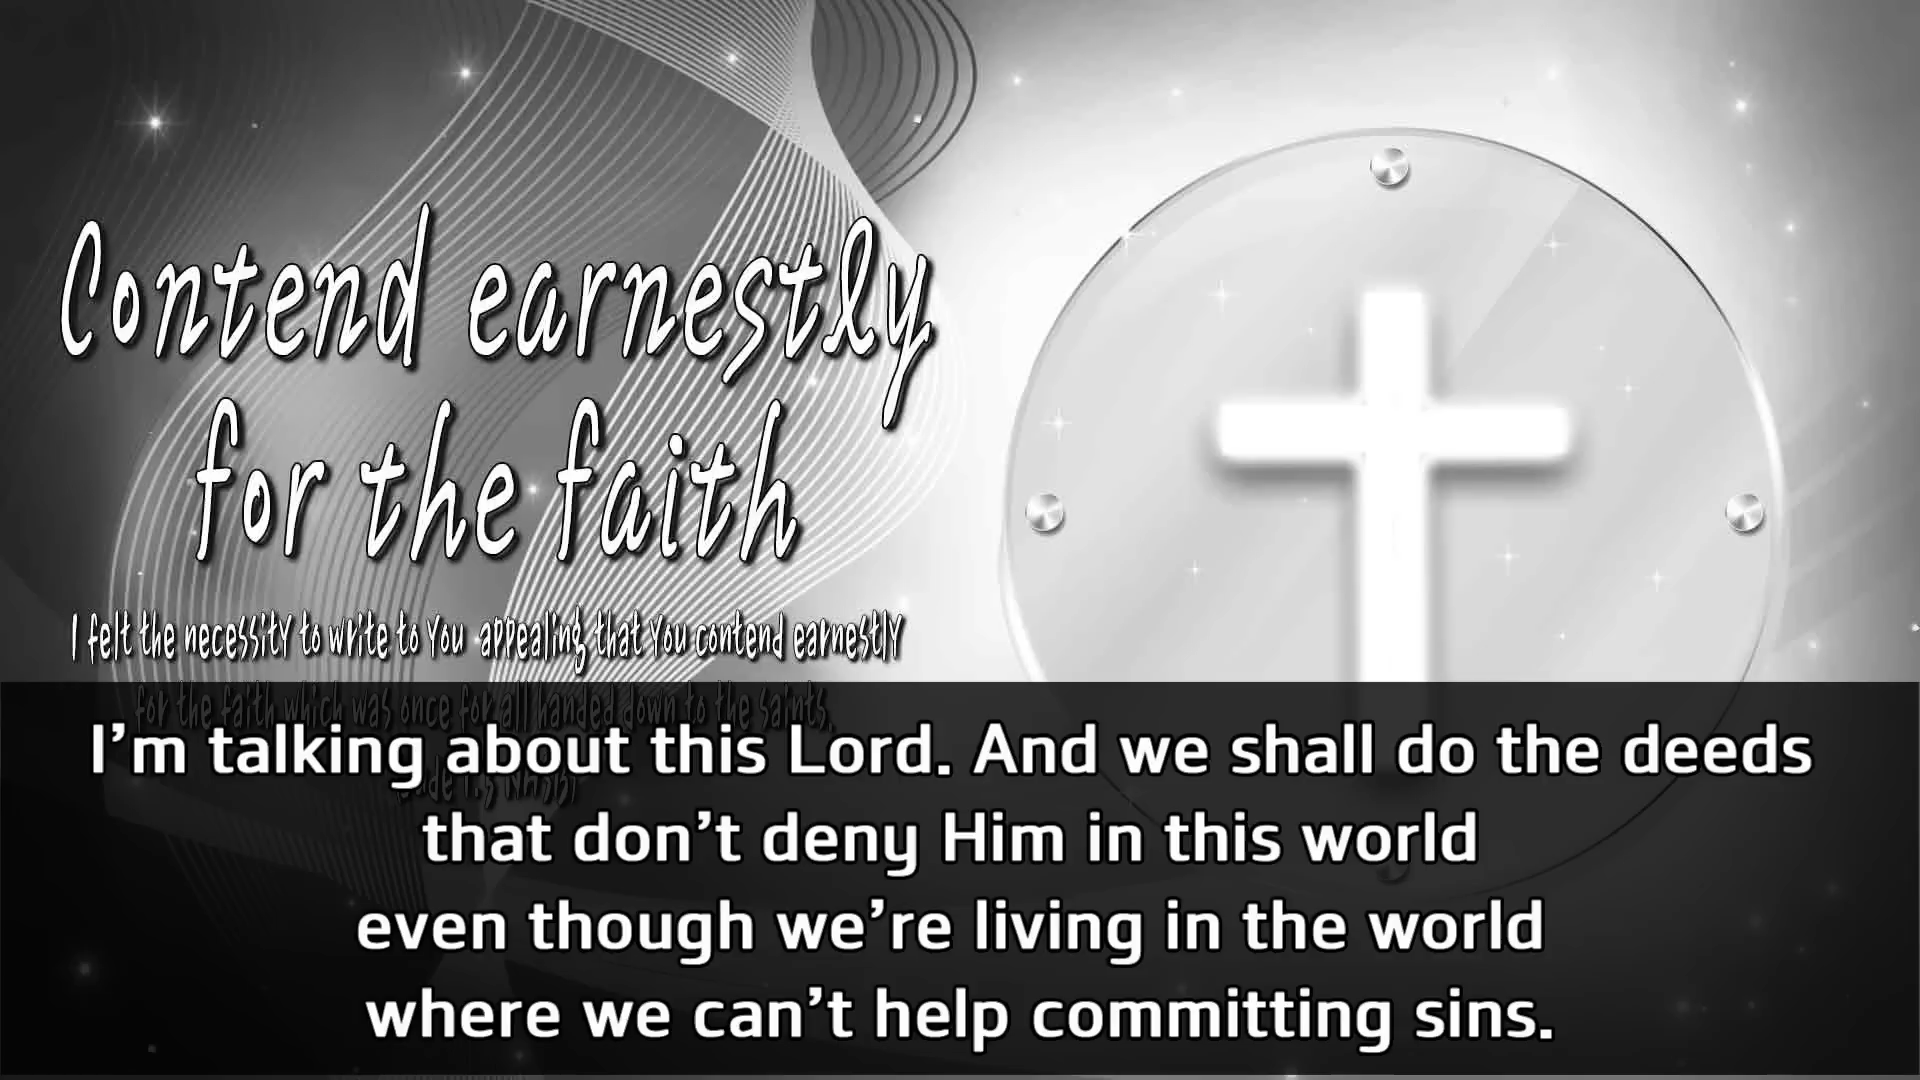 Contend earnestly
for the faith
I felt the necessity to write to you appealing that you contend earnestly
for the faith which was once for all handed down to the saints.
I’m talking about this Lord. And we shall do the deeds
that don’t deny Him in this world
even though we’re living in the world
where we can’t help committing sins.